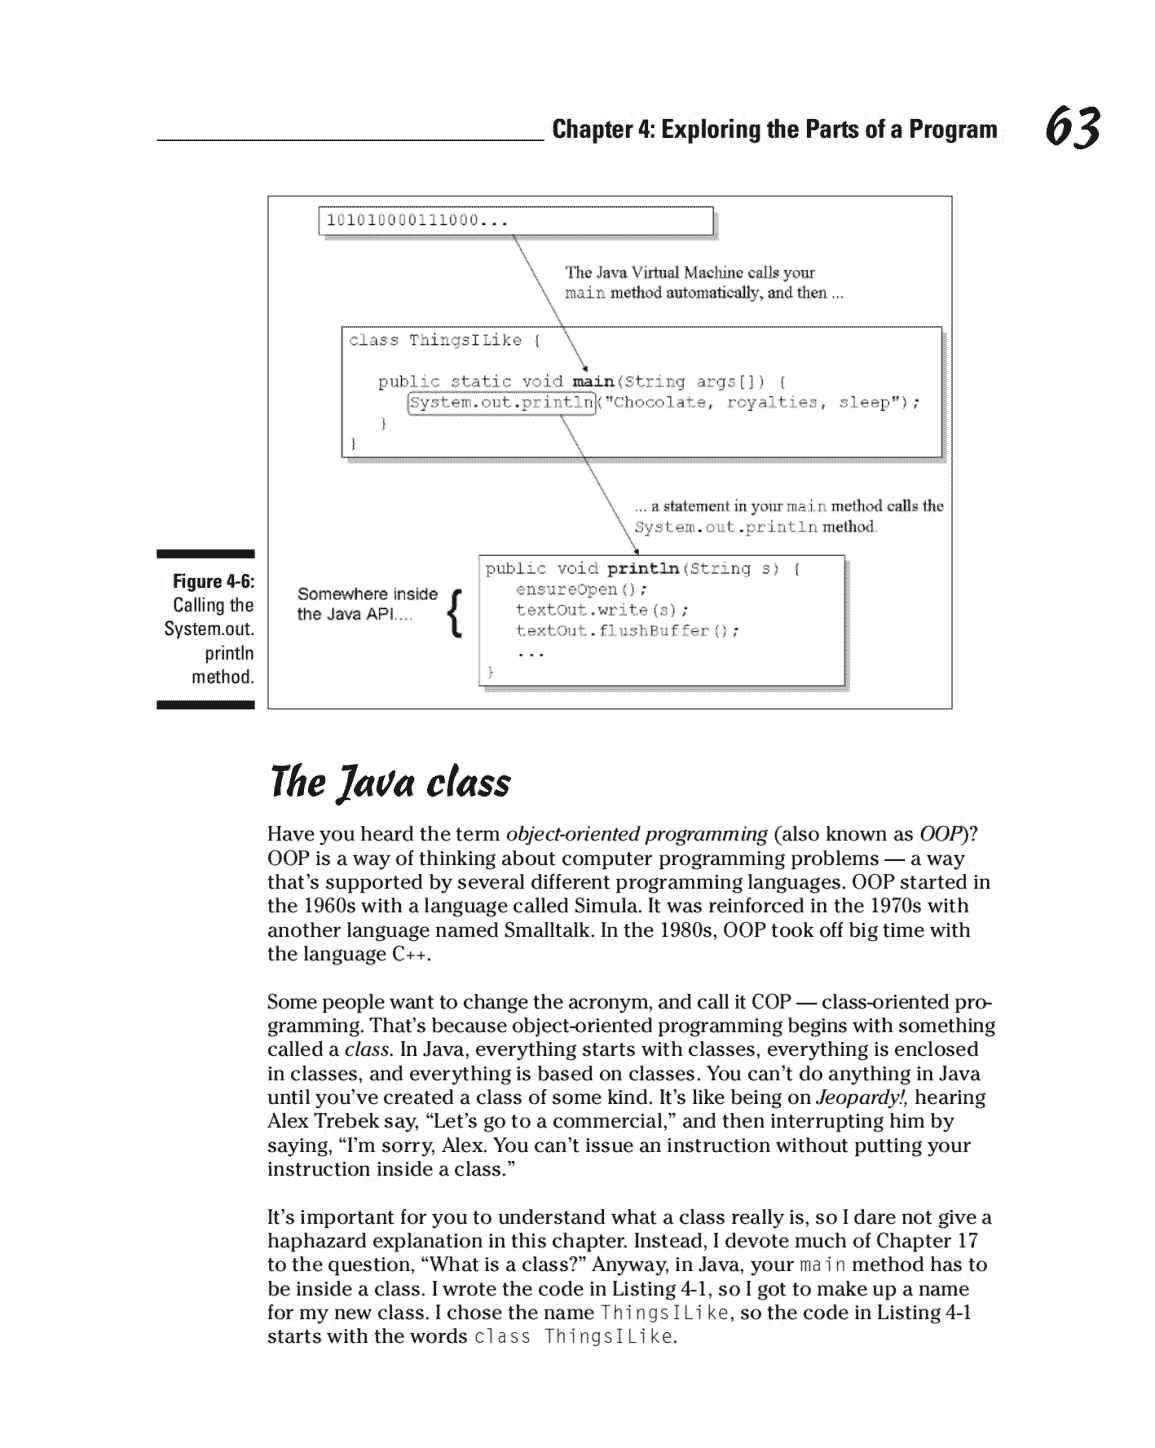 Chapter 4: Exploring the Parts of a Program 63
101010000111000...
The Java Virtual Machine calls your
main method automatically, and then ...
class ThingsILike {
public static void main(String args[]) {
System.out.println("Chocolate, royalties, sleep");
}
}
... a statement in your main method calls the
System.out.println method.
public void println(String s) {
ensureOpen();
textOut.write(s);
textOut.flushBuffer();
...
}
Somewhere inside
the Java API....
{
Figure 4-6:
Calling the
System.out.
println
method.
The Java class
Have you heard the term object-oriented programming (also known as OOP)?
OOP is a way of thinking about computer programming problems — a way
that's supported by several different programming languages. OOP started in
the 1960s with a language called Simula. It was reinforced in the 1970s with
another language named Smalltalk. In the 1980s, OOP took off big time with
the language C++.
Some people want to change the acronym, and call it COP — class-oriented pro-
gramming. That's because object-oriented programming begins with something
called a class. In Java, everything starts with classes, everything is enclosed
in classes, and everything is based on classes. You can't do anything in Java
until you've created a class of some kind. It's like being on Jeopardy!, hearing
Alex Trebek say, “Let's go to a commercial,” and then interrupting him by
saying, “I'm sorry, Alex. You can't issue an instruction without putting your
instruction inside a class.”
It's important for you to understand what a class really is, so I dare not give a
haphazard explanation in this chapter. Instead, I devote much of Chapter 17
to the question, “What is a class?” Anyway, in Java, your main method has to
be inside a class. I wrote the code in Listing 4-1, so I got to make up a name
for my new class. I chose the name ThingsILike, so the code in Listing 4-1
starts with the words class ThingsILike.